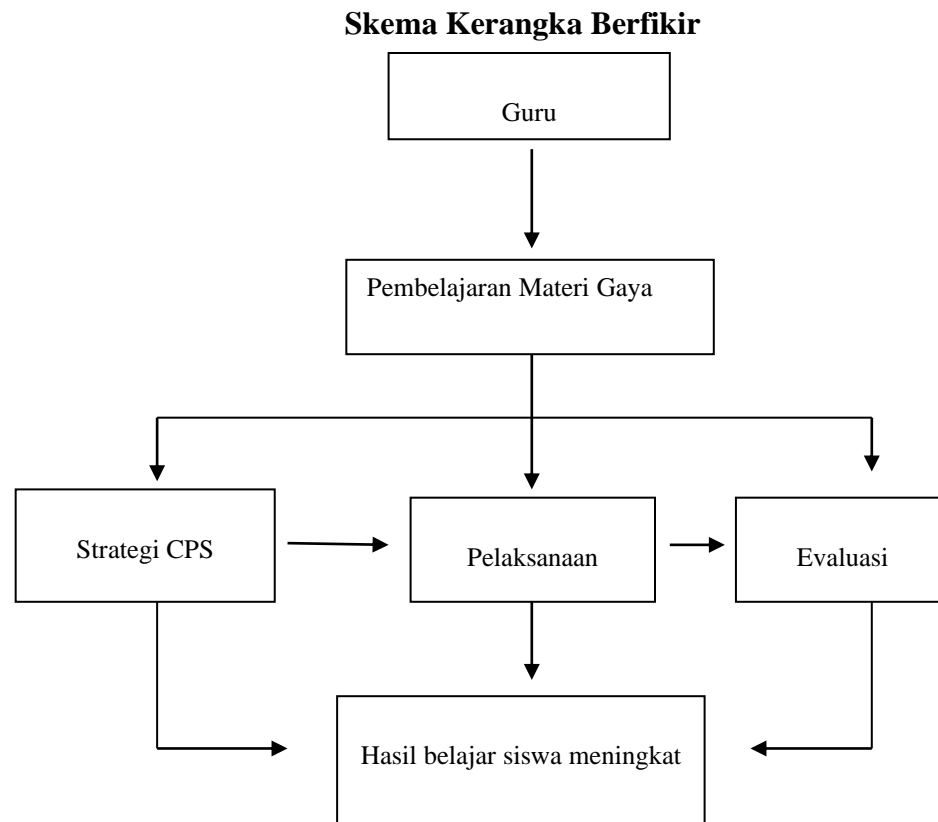 Skema Kerangka Berfikir
Guru
Pembelajaran Materi Gaya
Strategi CPS
Pelaksanaan
Evaluasi
Hasil belajar siswa meningkat